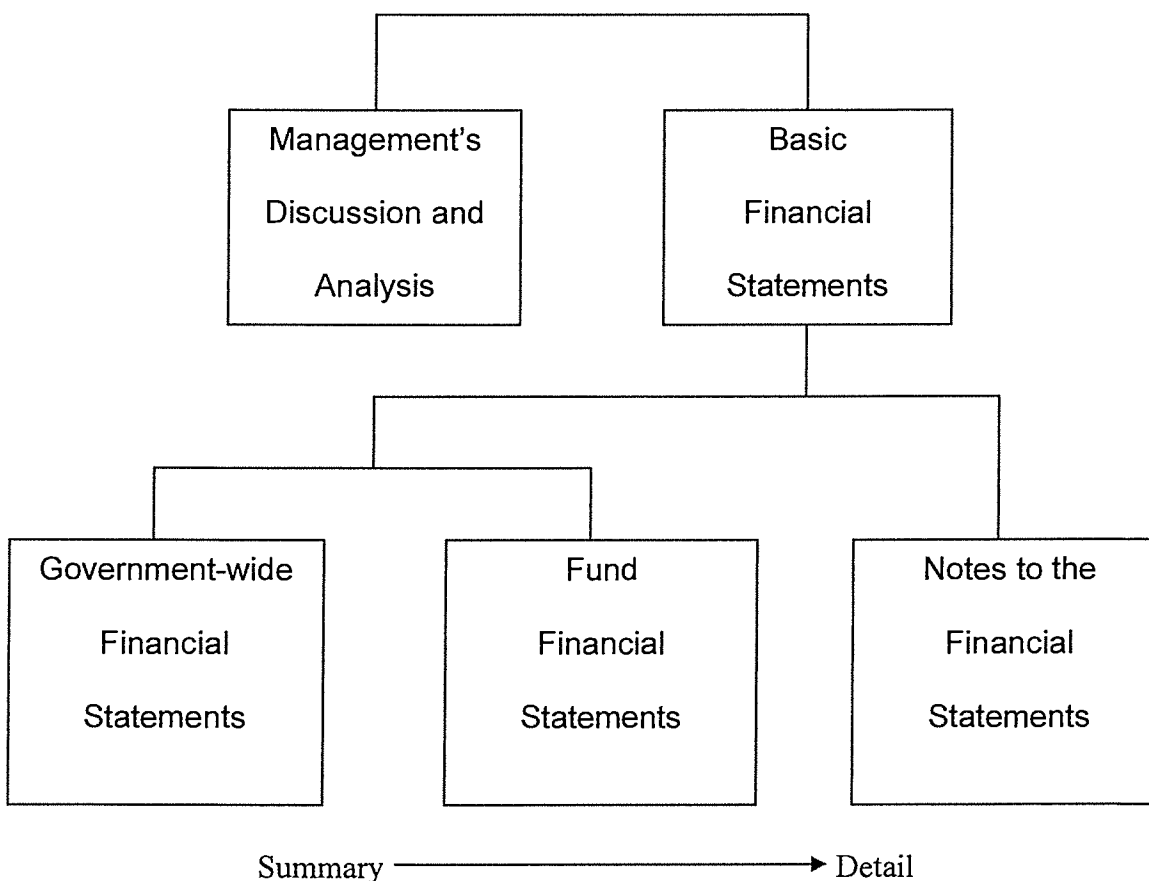 Management's
Discussion and
Analysis
Basic
Financial
Statements
Government-wide
Financial
Statements
Fund
Financial
Statements
Notes to the
Financial
Statements
Summary
Detail